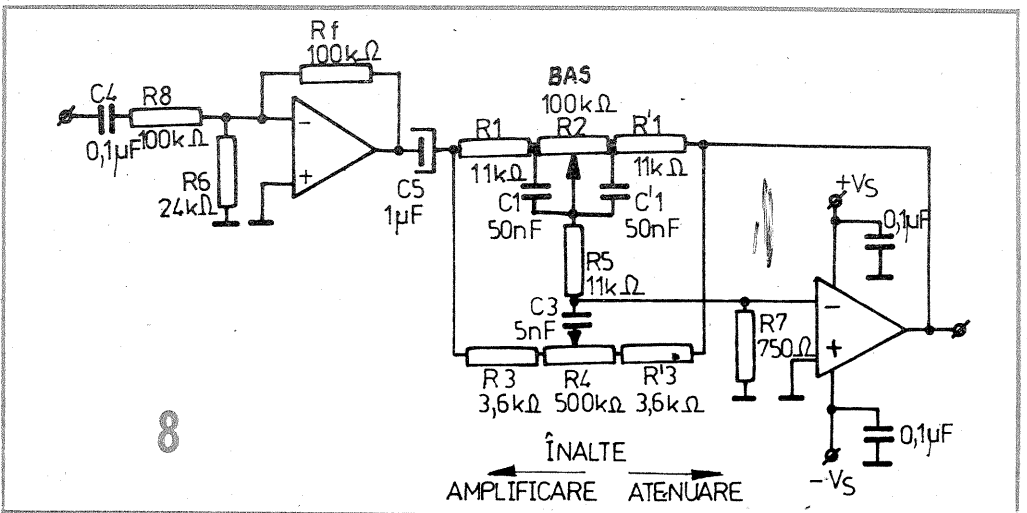 Rf
100kΩ
C4
0,1µF
R8
100kΩ
R6
24kΩ
−
+
C5
1µF
BAS
100kΩ
R1
11kΩ
R2
R'1
11kΩ
C1
50nF
C'1
50nF
R5
11kΩ
C3
5nF
R3
3,6kΩ
R4
500kΩ
R'3
3,6kΩ
R7
750Ω
+VS
0,1µF
−
+
0,1µF
-VS
8
ÎNALTE
AMPLIFICARE ATENUARE